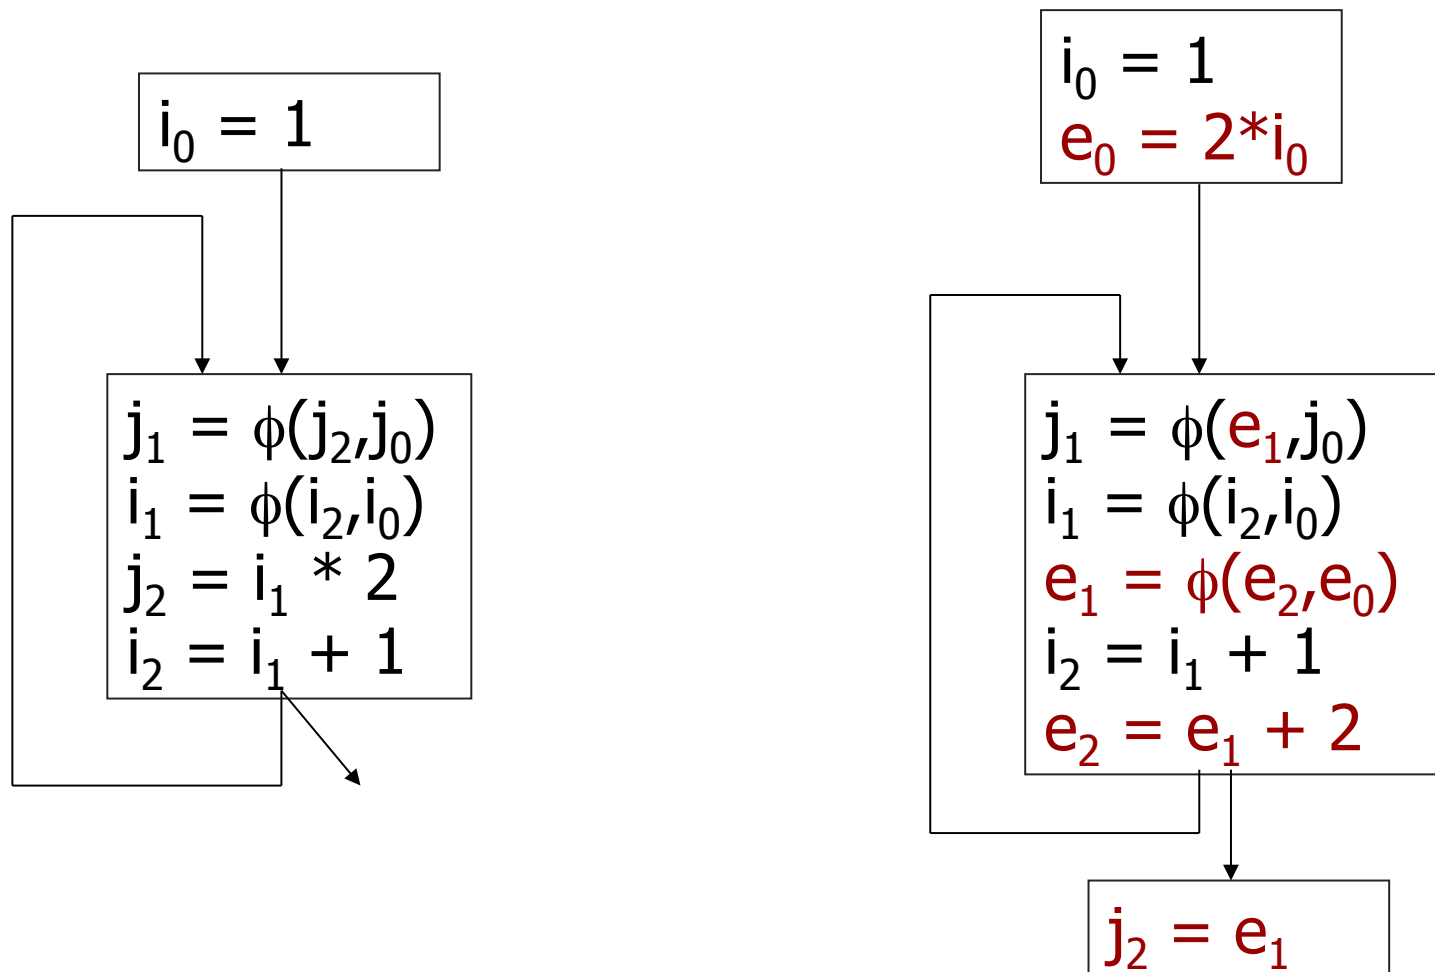 i₀ = 1
j₁ = ϕ(j₂,j₀)
i₁ = ϕ(i₂,i₀)
j₂ = i₁ * 2
i₂ = i₁ + 1
i₀ = 1
e₀ = 2*i₀
j₁ = ϕ(e₁,j₀)
i₁ = ϕ(i₂,i₀)
e₁ = ϕ(e₂,e₀)
i₂ = i₁ + 1
e₂ = e₁ + 2
j₂ = e₁